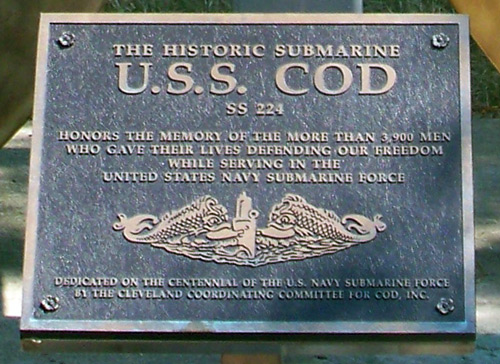 THE HISTORIC SUBMARINE
U.S.S. COD
SS 224
HONORS THE MEMORY OF THE MORE THAN 3,900 MEN
WHO GAVE THEIR LIVES DEFENDING OUR FREEDOM
WHILE SERVING IN THE
UNITED STATES NAVY SUBMARINE FORCE
DEDICATED ON THE CENTENNIAL OF THE U.S. NAVY SUBMARINE FORCE
BY THE CLEVELAND COORDINATING COMMITTEE FOR COD, INC.